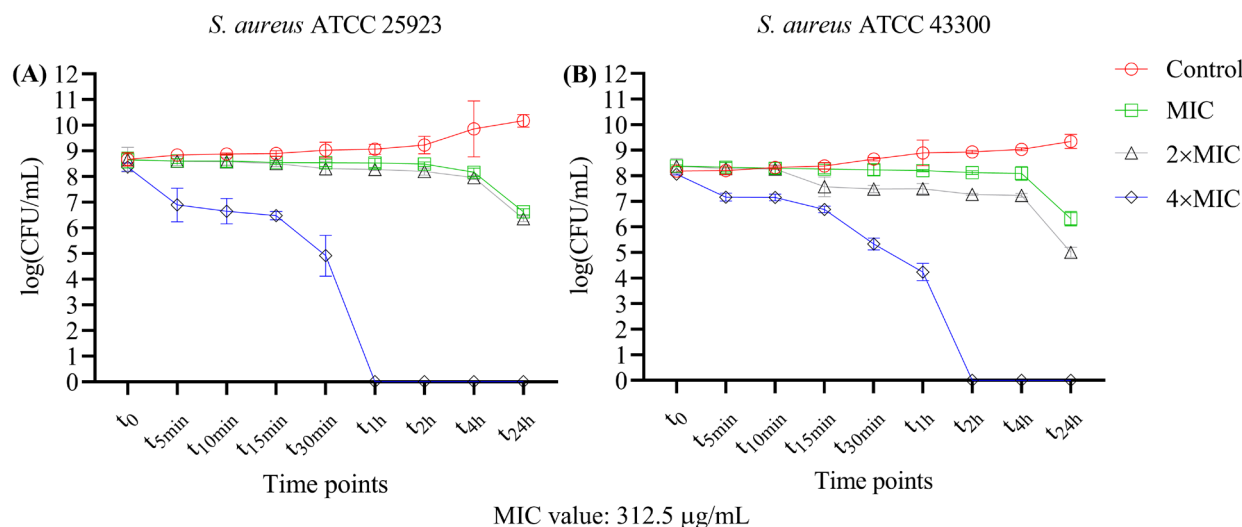 S. aureus ATCC 25923
S. aureus ATCC 43300
(A)
12
11
10
9
8
7
6
5
4
3
2
1
0
log(CFU/mL)
t0
t5min
t10min
t15min
t30min
t1h
t2h
t4h
t24h
Time points
(B)
12
11
10
9
8
7
6
5
4
3
2
1
0
log(CFU/mL)
t0
t5min
t10min
t15min
t30min
t1h
t2h
t4h
t24h
Time points
Control
MIC
2×MIC
4×MIC
MIC value: 312.5 µg/mL